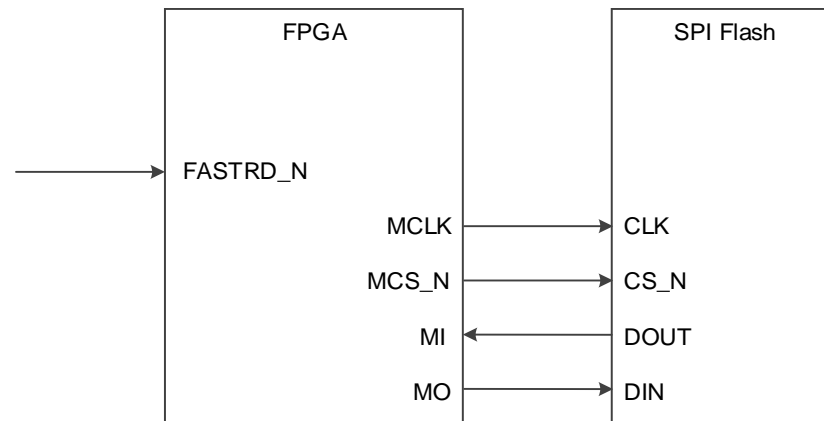 FPGA
SPI Flash
FASTRD_N
MCLK
CLK
MCS_N
CS_N
MI
DOUT
MO
DIN